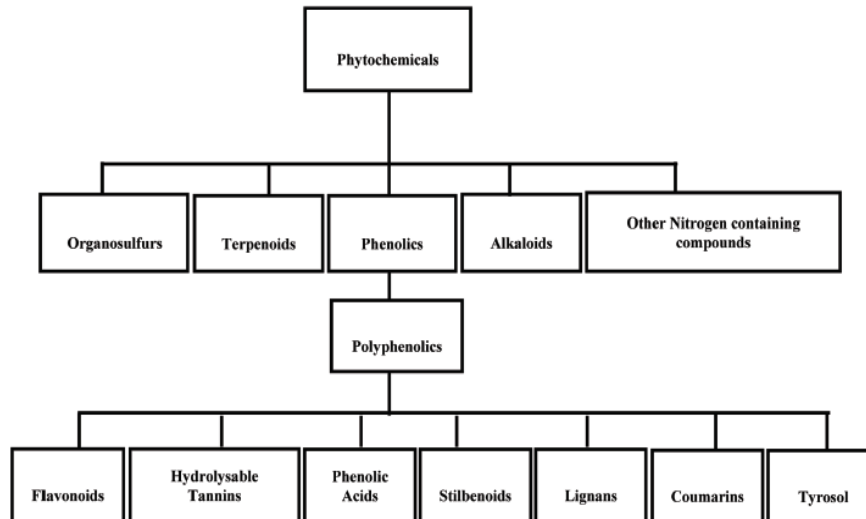 Phytochemicals
Organosulfurs
Terpenoids
Phenolics
Alkaloids
Other Nitrogen containing
compounds
Polyphenolics
Flavonoids
Hydrolysable
Tannins
Phenolic
Acids
Stilbenoids
Lignans
Coumarins
Tyrosol